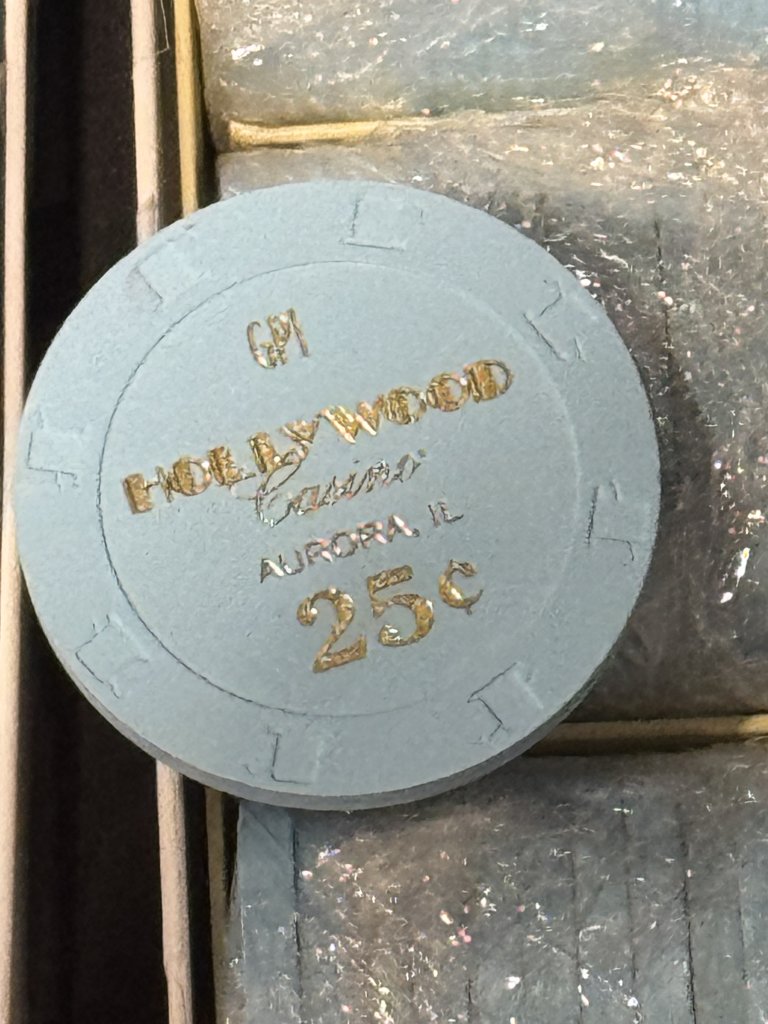 GPI
HOLLYWOOD
Casino
AURORA, IL
25¢